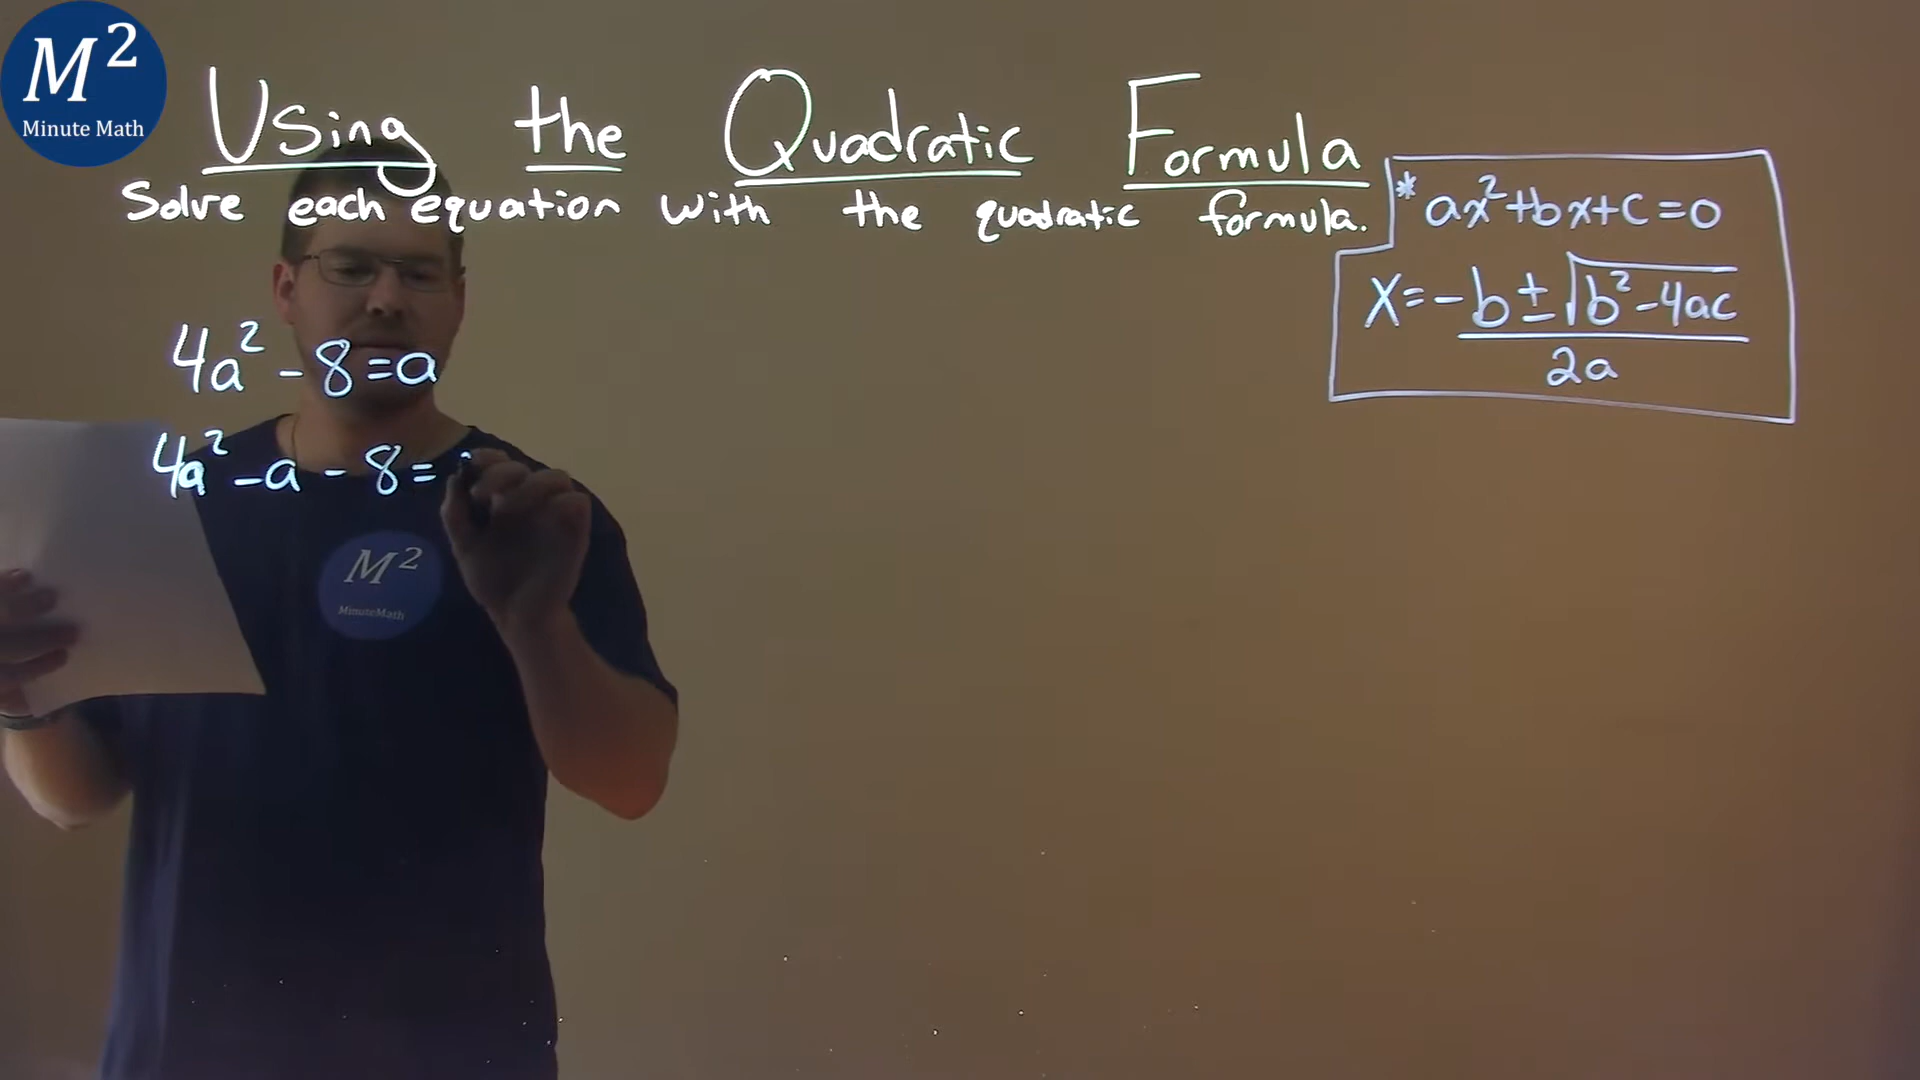 M²
Minute Math
Using the Quadratic Formula
Solve each equation with the quadratic formula.
* ax²+bx+c=0
x = -b±√b²-4ac
2a
4a² - 8 = a
4a² - a - 8 =
M²
MinuteMath